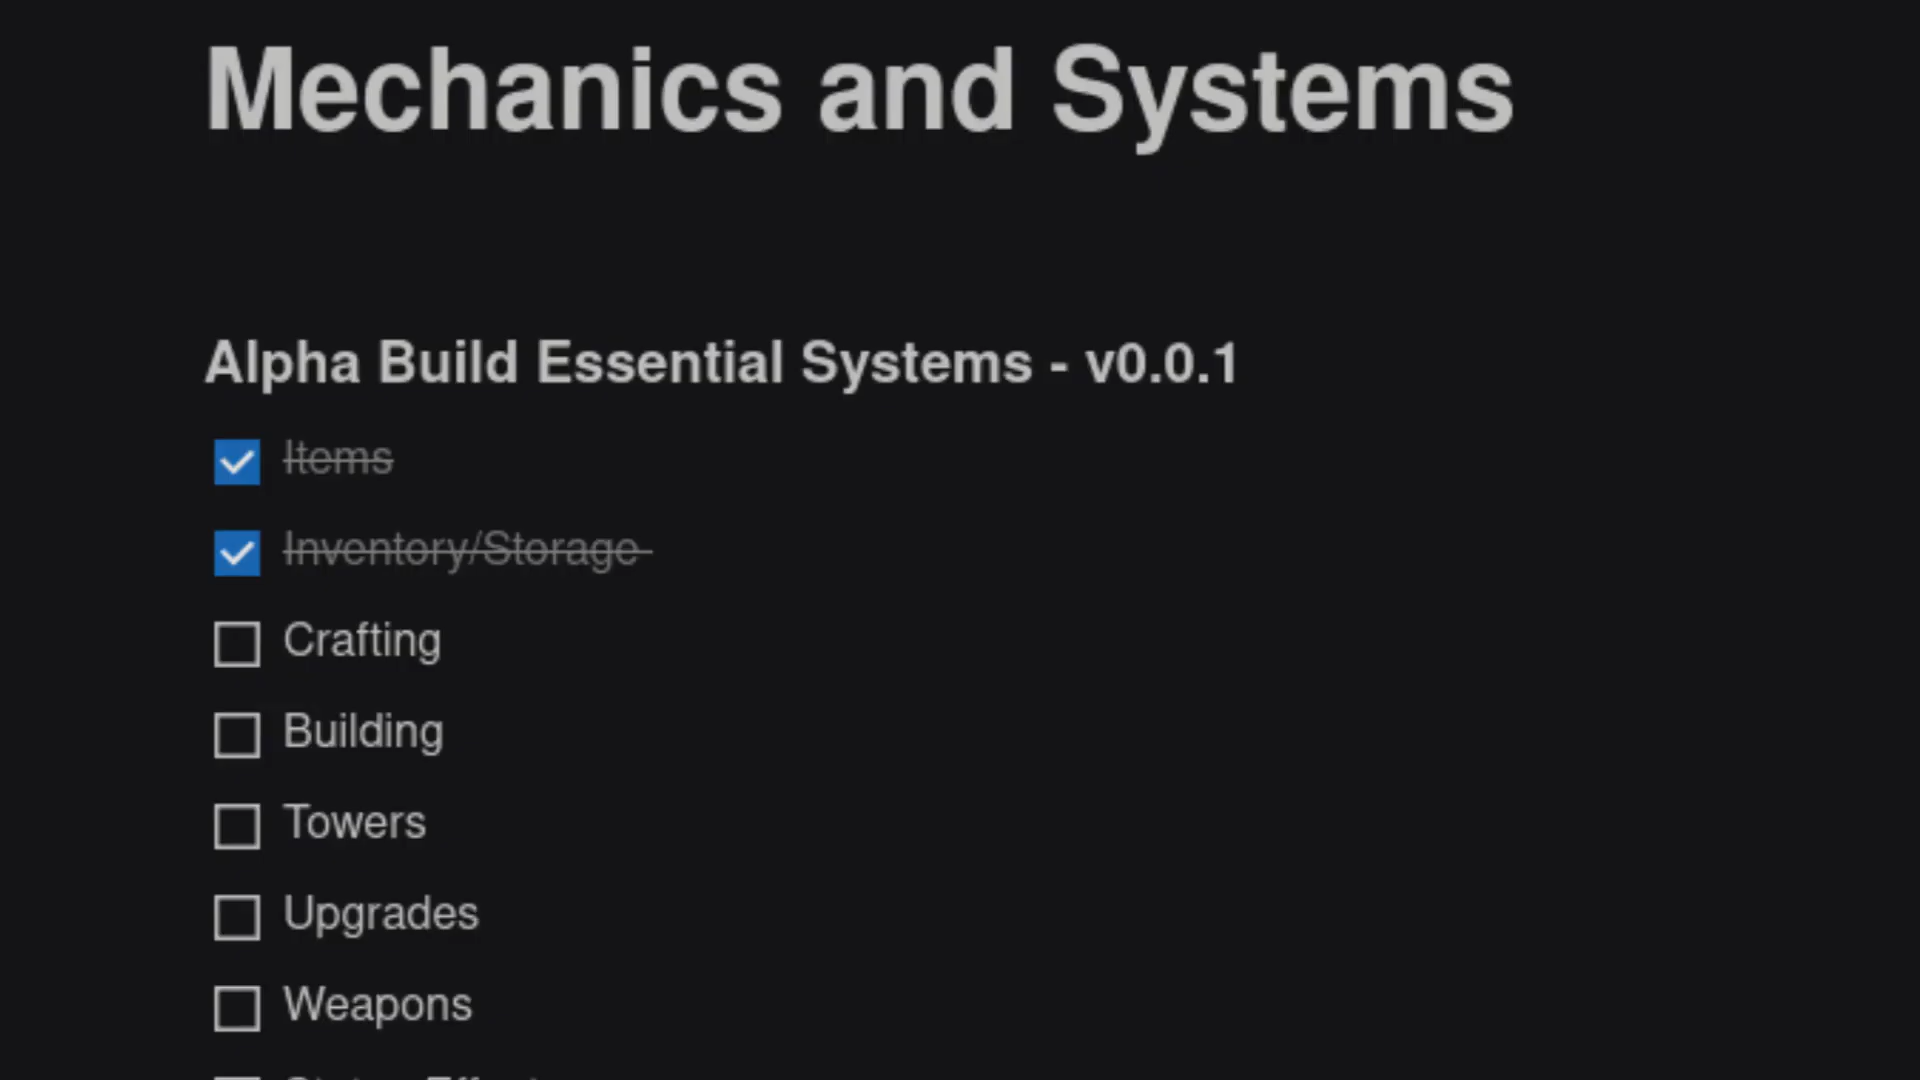 Mechanics and Systems
Alpha Build Essential Systems - v0.0.1
Items
Inventory/Storage
Crafting
Building
Towers
Upgrades
Weapons